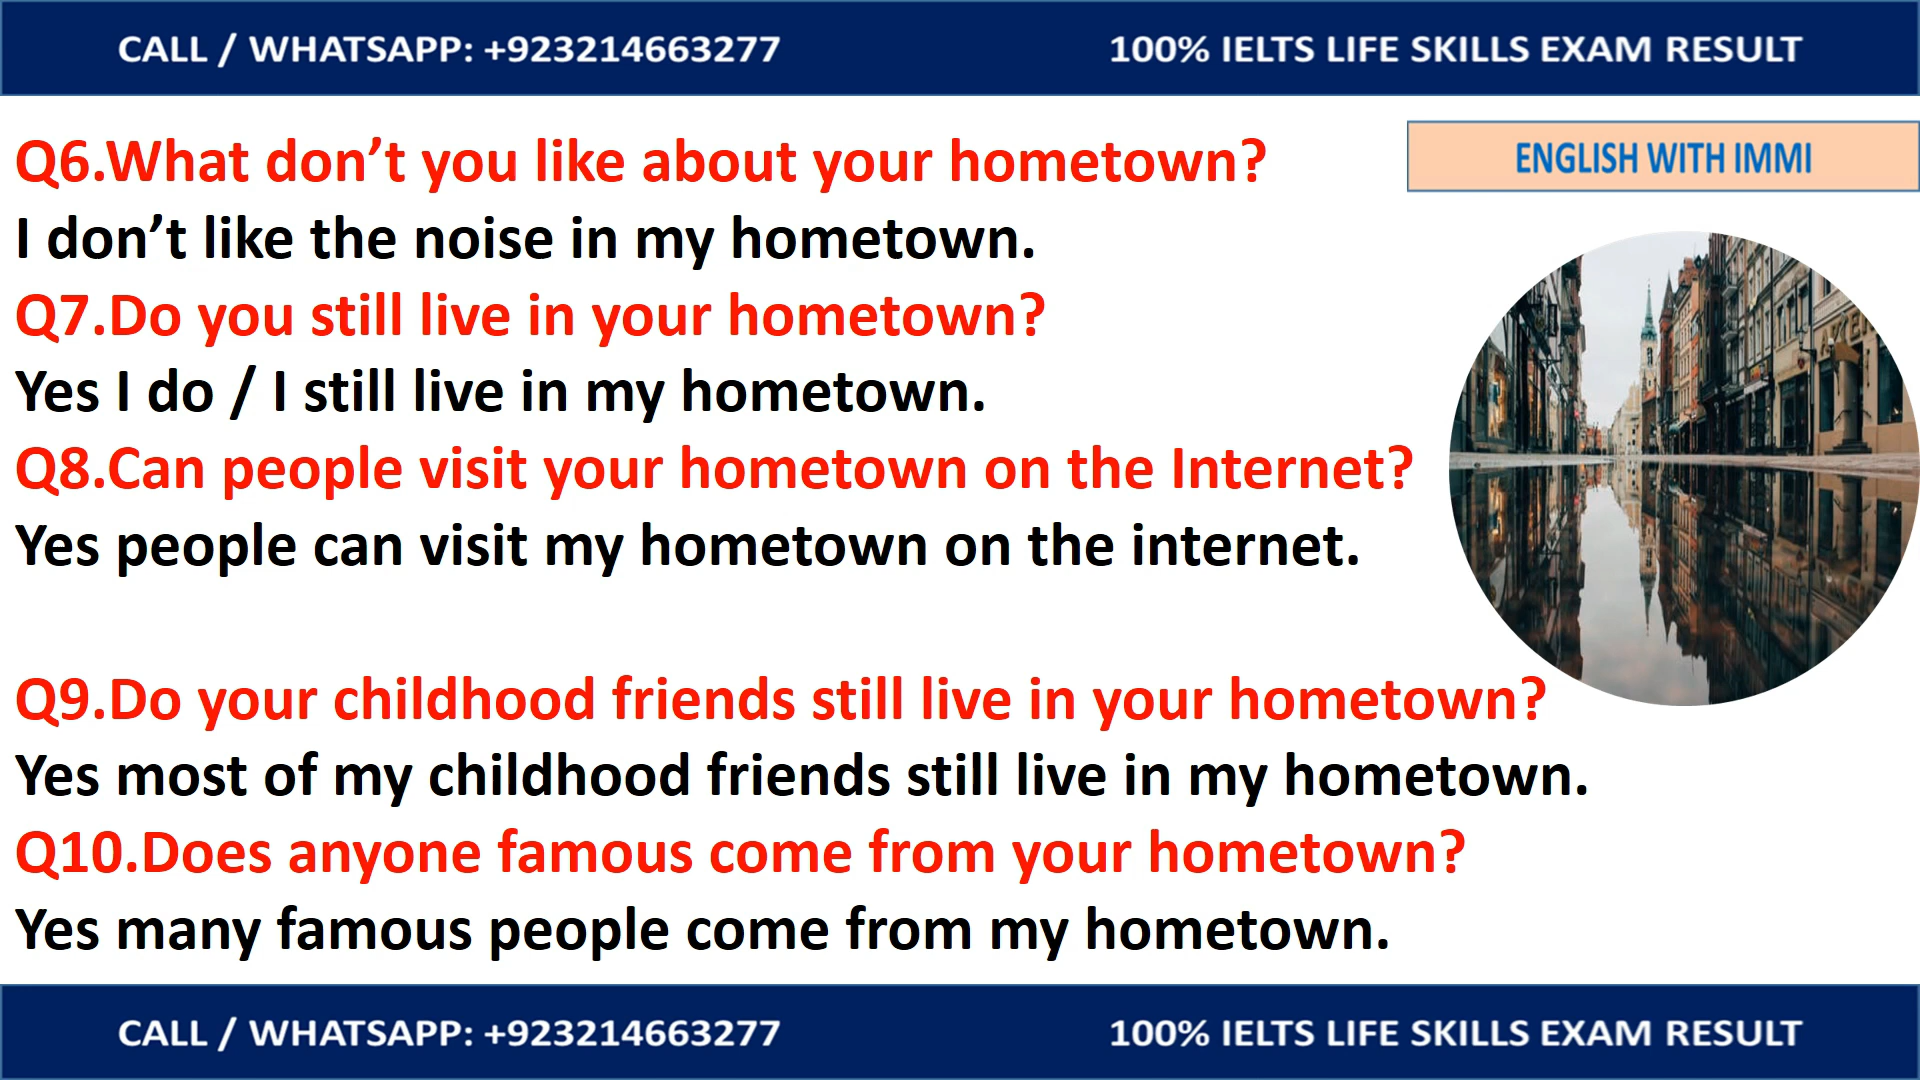 CALL / WHATSAPP: +923214663277
100% IELTS LIFE SKILLS EXAM RESULT
ENGLISH WITH IMMI
Q6.What don’t you like about your hometown?
I don’t like the noise in my hometown.
Q7.Do you still live in your hometown?
Yes I do / I still live in my hometown.
Q8.Can people visit your hometown on the Internet?
Yes people can visit my hometown on the internet.
Q9.Do your childhood friends still live in your hometown?
Yes most of my childhood friends still live in my hometown.
Q10.Does anyone famous come from your hometown?
Yes many famous people come from my hometown.
CALL / WHATSAPP: +923214663277
100% IELTS LIFE SKILLS EXAM RESULT